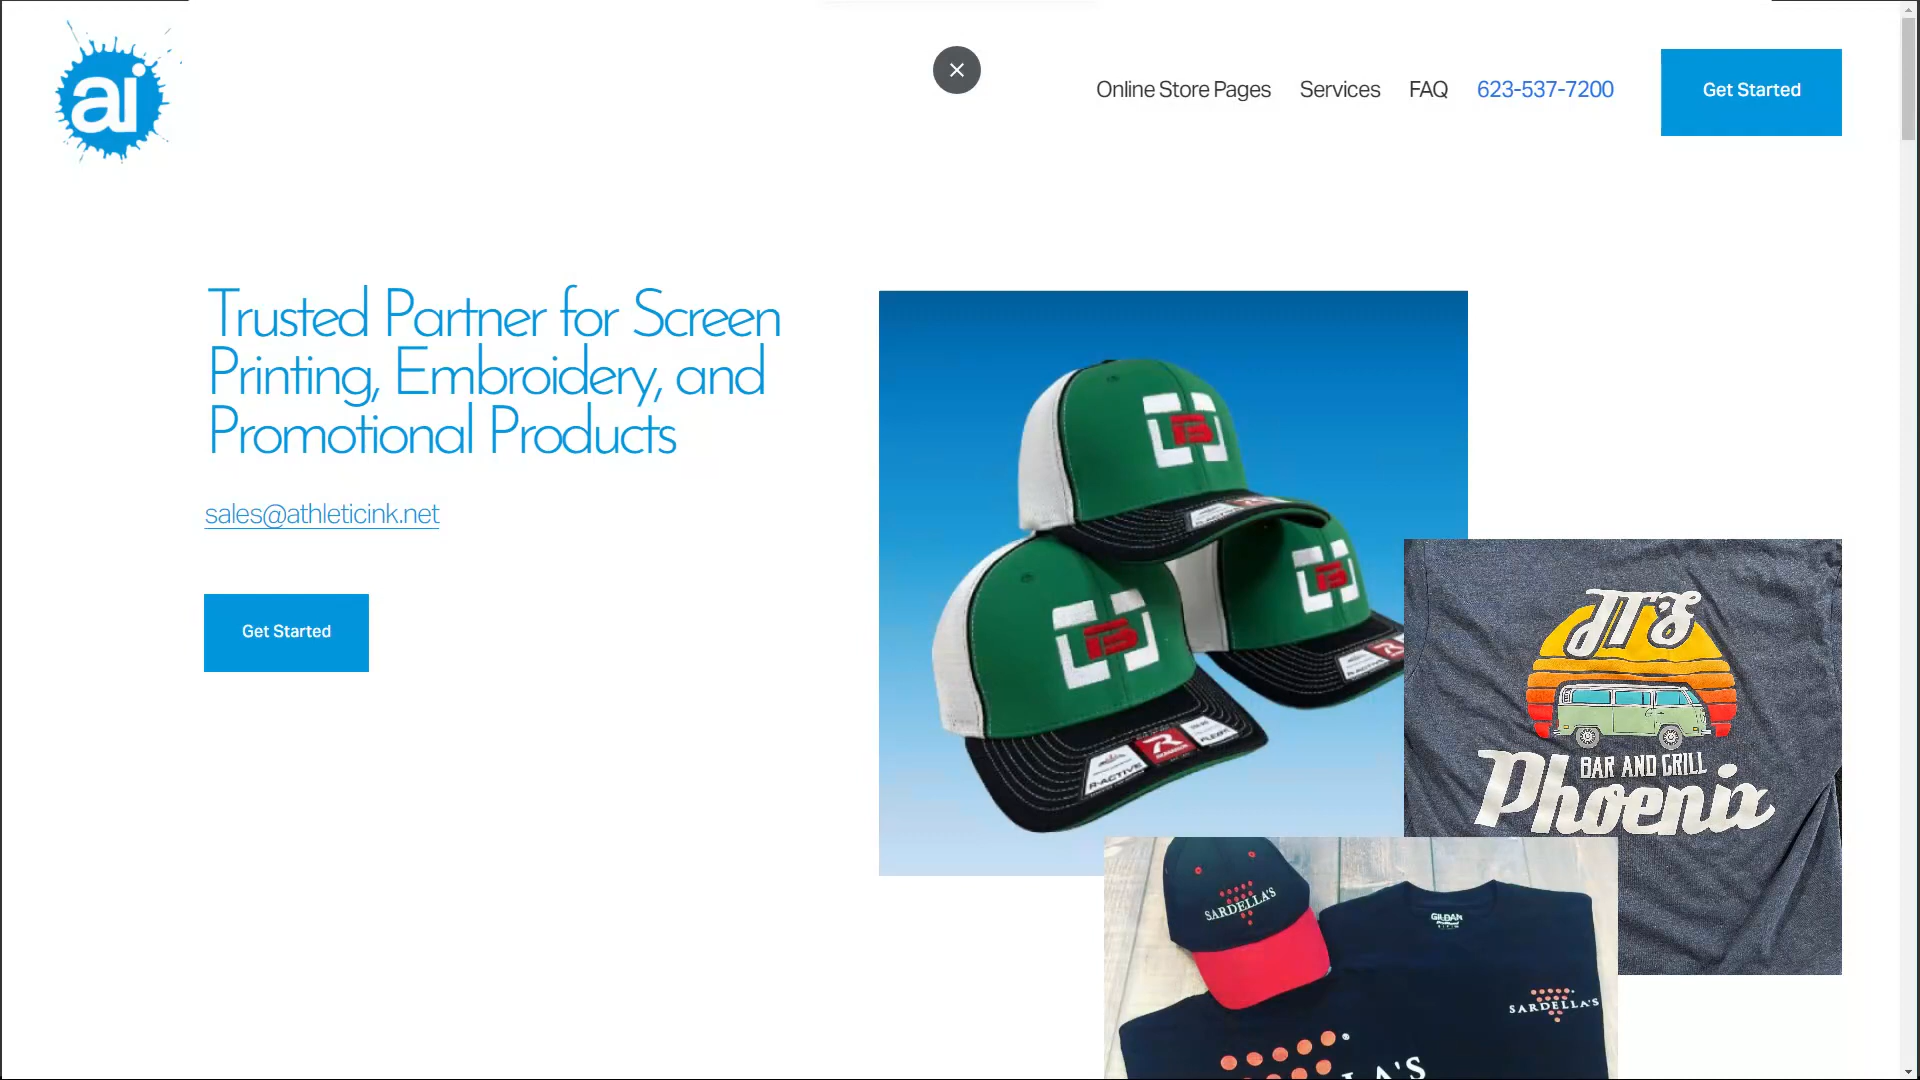 ai
Online Store Pages
Services
FAQ
623-537-7200
Get Started
Trusted Partner for Screen
Printing, Embroidery, and
Promotional Products
sales@athleticink.net
Get Started
R-ACTIVE
JT'S
BAR AND GRILL
Phoenix
SARDELLA'S
GILDAN
SARDELLA'S